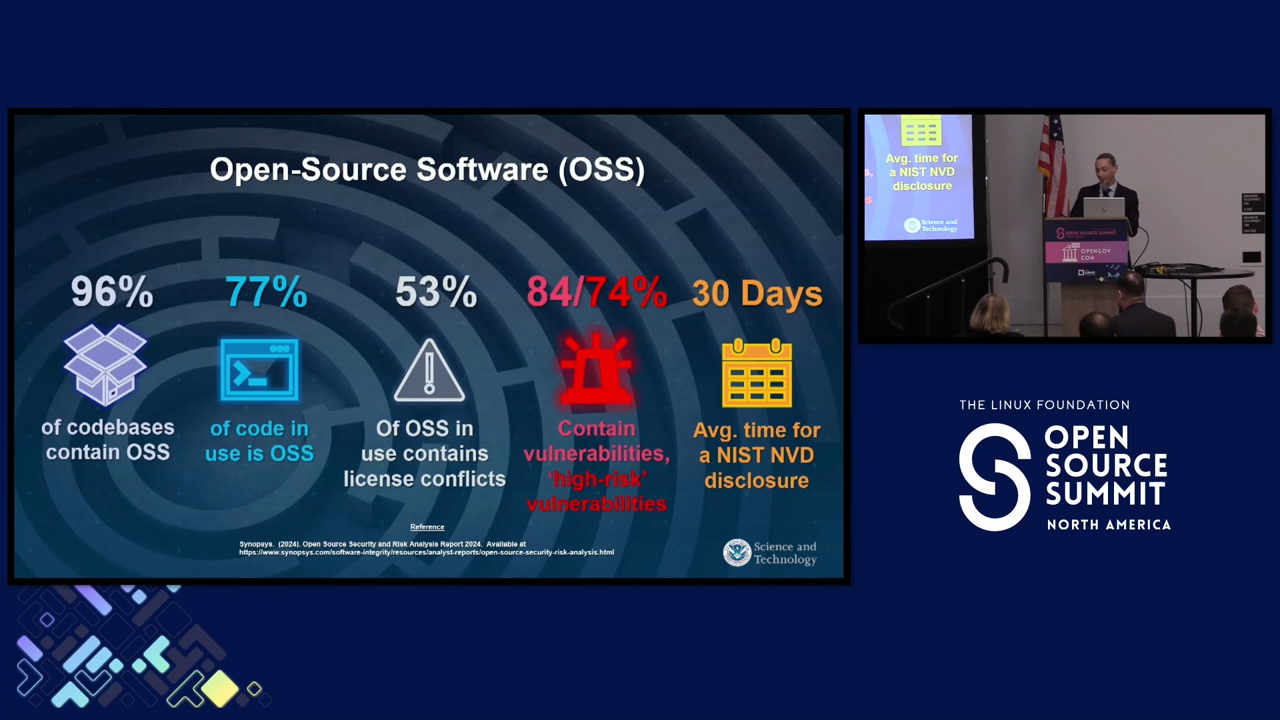 Open-Source Software (OSS)
96%
of codebases
contain OSS
77%
of code in
use is OSS
53%
Of OSS in
use contains
license conflicts
84/74%
Contain
vulnerabilities,
‘high-risk’
vulnerabilities
30 Days
Avg. time for
a NIST NVD
disclosure
Reference
Synopsys. (2024). Open Source Security and Risk Analysis Report 2024. Available at
https://www.synopsys.com/software-integrity/resources/analyst-reports/open-source-security-risk-analysis.html
Science and
Technology
Avg. time for
a NIST NVD
disclosure
s,
s
Science and
Technology
OPEN SOURCE SUMMIT
OPENGOV
CON
THE LINUX FOUNDATION
OPEN
SOURCE
SUMMIT
NORTH AMERICA